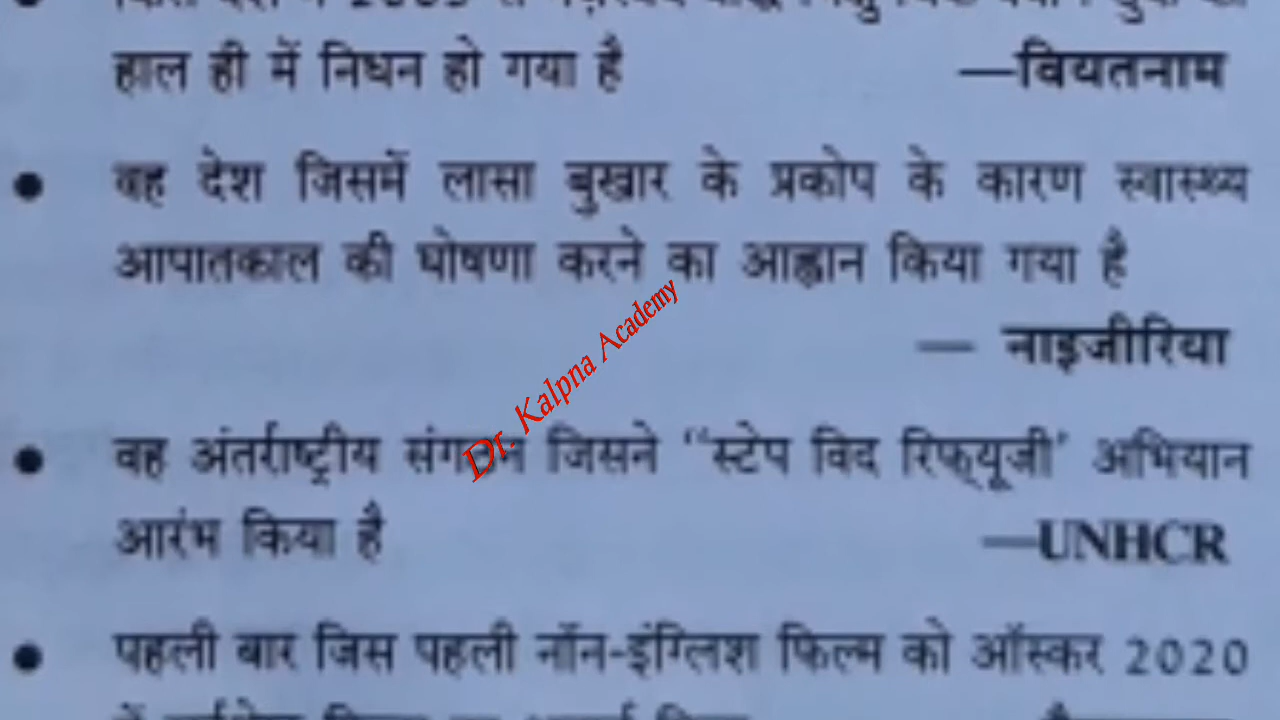 हाल ही में निधन हो गया है —वियतनाम
● वह देश जिसमें लासा बुखार के प्रकोप के कारण स्वास्थ्य
आपातकाल की घोषणा करने का आह्वान किया गया है
— नाइजीरिया
● वह अंतर्राष्ट्रीय संगठन जिसने “स्टेप विद रिफ्यूजी’ अभियान
आरंभ किया है —UNHCR
● पहली बार जिस पहली नॉन-इंग्लिश फिल्म को ऑस्कर 2020
Dr. Kalpna Academy